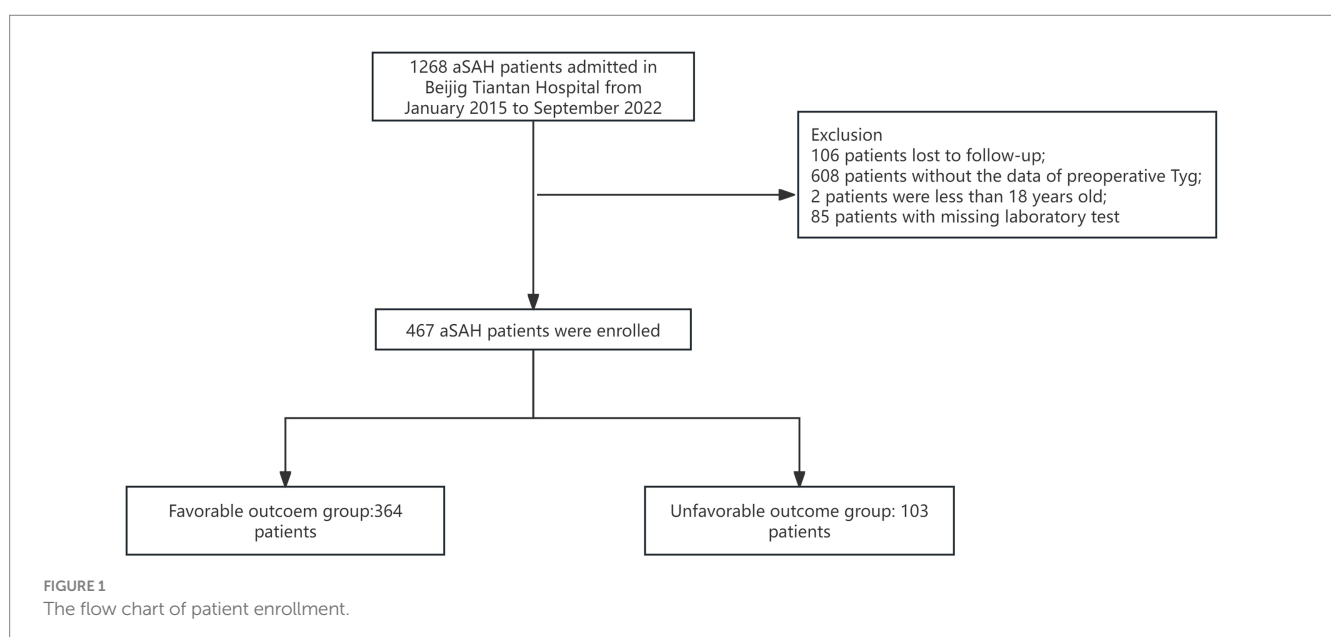 1268 aSAH patients admitted in
Beijig Tiantan Hospital from
January 2015 to September 2022
Exclusion
106 patients lost to follow-up;
608 patients without the data of preoperative Tyg;
2 patients were less than 18 years old;
85 patients with missing laboratory test
467 aSAH patients were enrolled
Favorable outcoem group:364
patients
Unfavorable outcome group: 103
patients
FIGURE 1
The flow chart of patient enrollment.